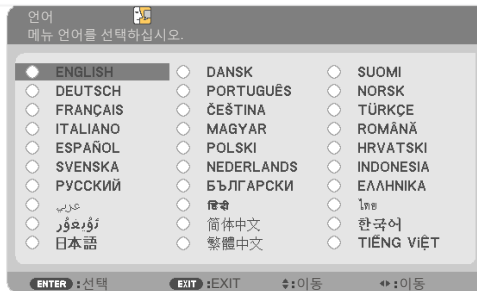 언어
메뉴 언어를 선택하십시오.
ENGLISH DANSK SUOMI
DEUTSCH PORTUGUÊS NORSK
FRANÇAIS ČEŠTINA TÜRKÇE
ITALIANO MAGYAR ROMÂNĂ
ESPAÑOL POLSKI HRVATSKI
SVENSKA NEDERLANDS INDONESIA
РУССКИЙ БЪЛГАРСКИ ΕΛΛΗΝΙΚΑ
عربي हिंदी ไทย
ئۇيغۇر 简体中文 한국어
日本語 繁體中文 TIẾNG VIỆT
ENTER :선택 EXIT :EXIT :이동 :이동